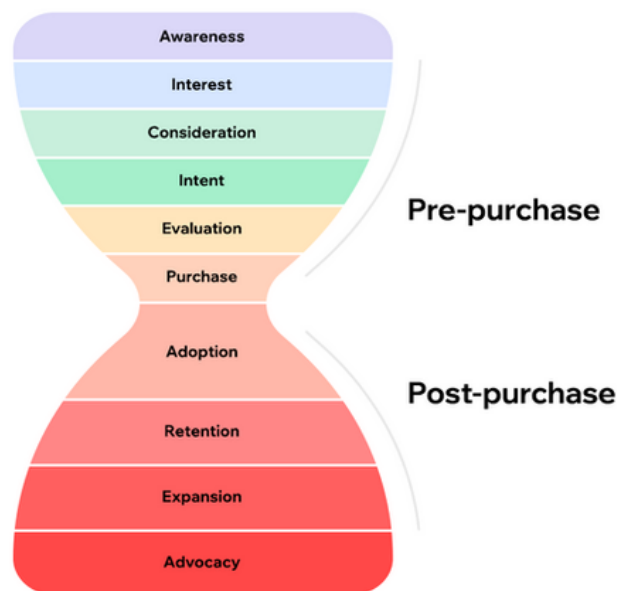 Awareness
Interest
Consideration
Intent
Evaluation
Purchase
Pre-purchase
Adoption
Retention
Expansion
Advocacy
Post-purchase